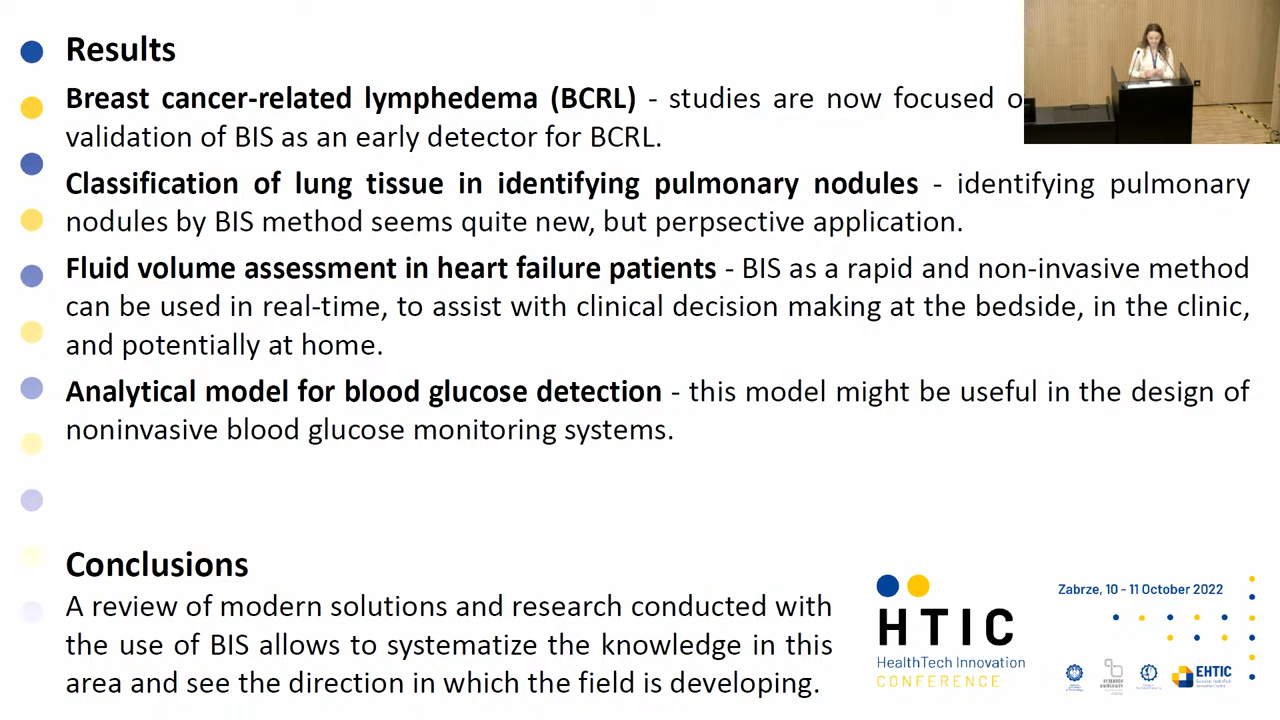 Results
Breast cancer-related lymphedema (BCRL) - studies are now focused
validation of BIS as an early detector for BCRL.
Classification of lung tissue in identifying pulmonary nodules - identifying pulmonary
nodules by BIS method seems quite new, but perpsective application.
Fluid volume assessment in heart failure patients - BIS as a rapid and non-invasive method
can be used in real-time, to assist with clinical decision making at the bedside, in the clinic,
and potentially at home.
Analytical model for blood glucose detection - this model might be useful in the design of
noninvasive blood glucose monitoring systems.
Conclusions
A review of modern solutions and research conducted with
the use of BIS allows to systematize the knowledge in this
area and see the direction in which the field is developing.
HTIC
HealthTech Innovation
CONFERENCE
Zabrze, 10 - 11 October 2022
EHTIC